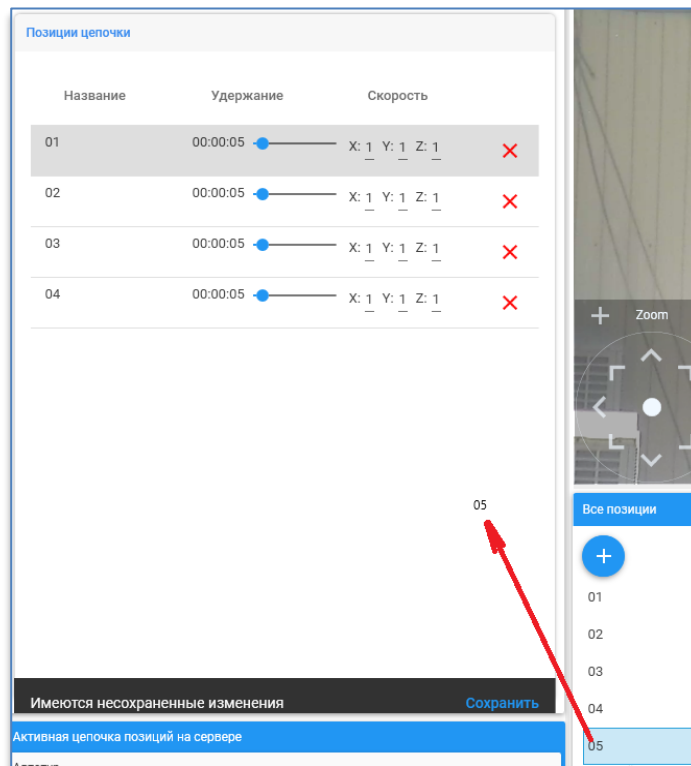 Позиции цепочки
Название Удержание Скорость
01 00:00:05 X: 1 Y: 1 Z: 1
02 00:00:05 X: 1 Y: 1 Z: 1
03 00:00:05 X: 1 Y: 1 Z: 1
04 00:00:05 X: 1 Y: 1 Z: 1
05
Имеются несохраненные изменения Сохранить
Активная цепочка позиций на сервере
Zoom
Все позиции
01
02
03
04
05